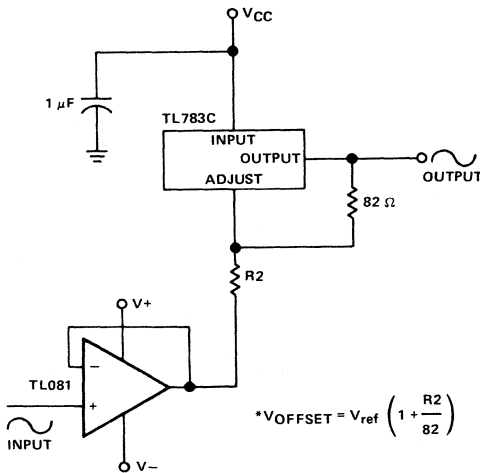 VCC
1 μF
TL783C
INPUT
OUTPUT
ADJUST
OUTPUT
82 Ω
R2
V+
−
TL081
+
INPUT
V−
*VOFFSET = Vref (1 + R2/82)